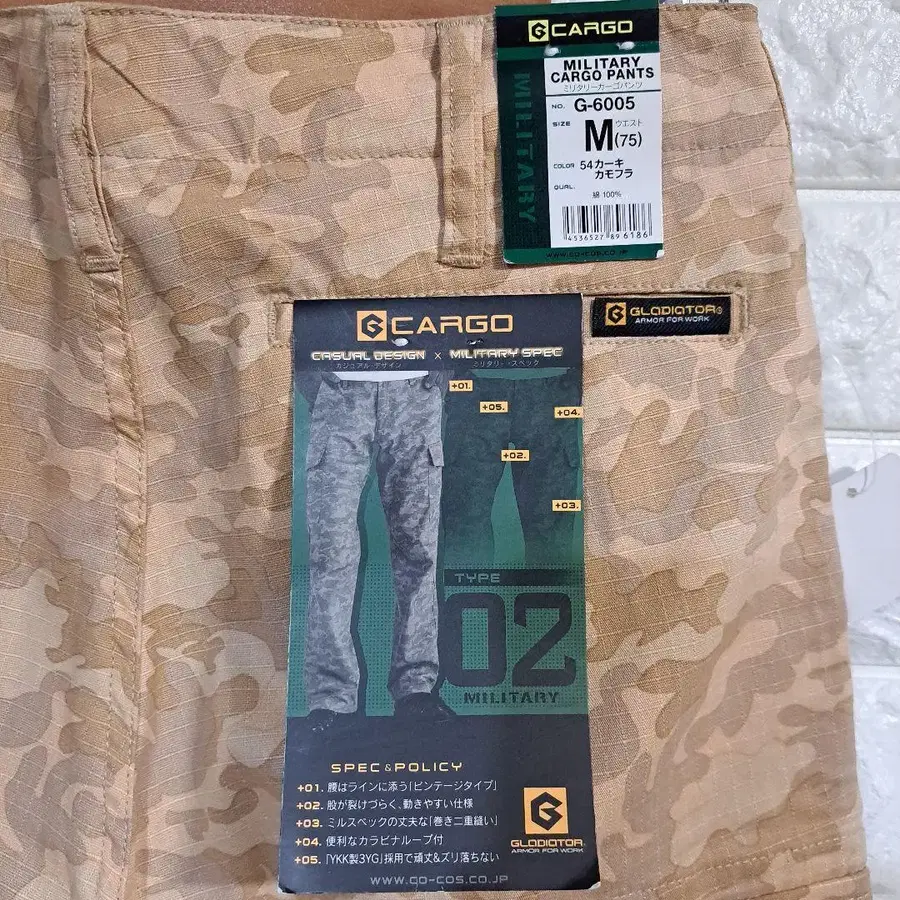 G CARGO
MILITARY
MILITARY
CARGO PANTS
ミリタリーカーゴパンツ
NO. G-6005
SIZE M(75) ウエスト
COLOR 54カーキ
カモフラ
QUAL.
綿 100%
4536527 896186
WWW.CO-COS.CO.JP
G GLADIATOR®
ARMOR FOR WORK
G CARGO
CASUAL DESIGN × MILITARY SPEC
カジュアル デザイン ミリタリースペック
+01.
+05.
+04.
+02.
+03.
TYPE
02
MILITARY
SPEC & POLICY
+01. 腰はラインに添う「ビンテージタイプ」
+02. 股が裂けづらく、動きやすい仕様
+03. ミルスペックの丈夫な「巻き二重縫い」
+04. 便利なカラビナループ付
+05. 「YKK製3YG」採用で頑丈&ズリ落ちない
G
GLADIATOR
ARMOR FOR WORK
WWW.CO-COS.CO.JP